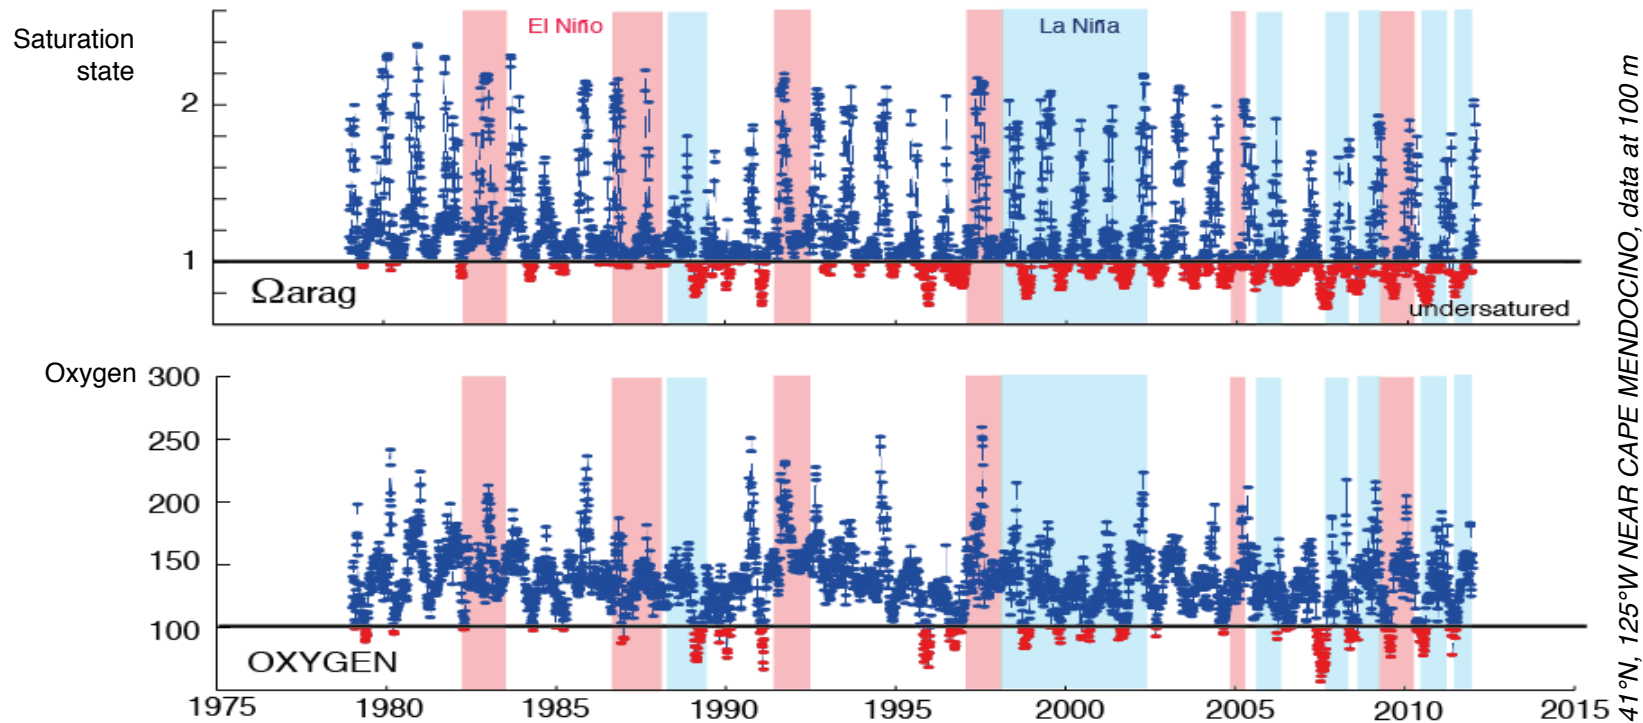 Saturation
state
El Niño
La Niña
2
1
Ωarag
undersatured
Oxygen
300
250
200
150
100
OXYGEN
1975 1980 1985 1990 1995 2000 2005 2010 2015
41°N, 125°W NEAR CAPE MENDOCINO, data at 100 m